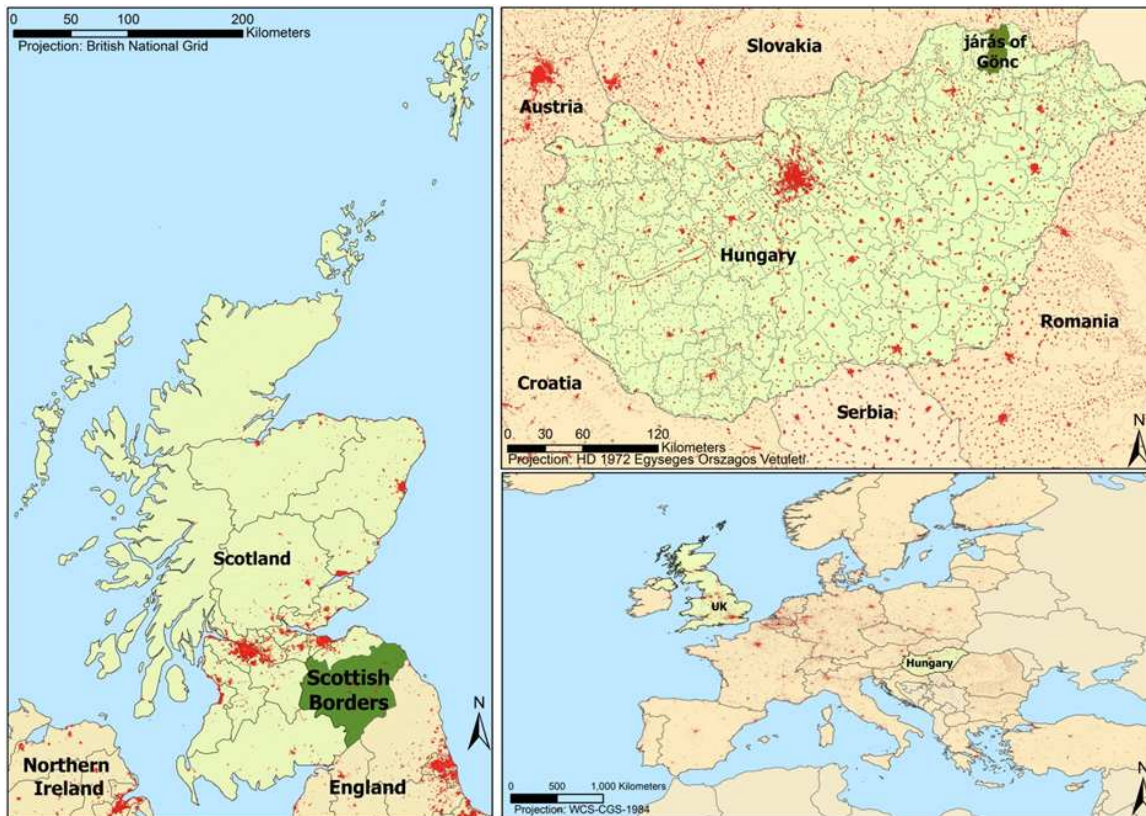 0 100 200
Kilometers
Projection: British National Grid
Scotland
Scottish
Borders
Northern
Ireland
England
N
Slovakia
járás of
Gönc
Austria
Hungary
Romania
Croatia
Serbia
0 30 60 120
Kilometers
Projection: HD 1972 Egyseges Orszagos Vetuleti
N
UK
Hungary
0 500 1,000 Kilometers
Projection: WCS-CGS-1984
N